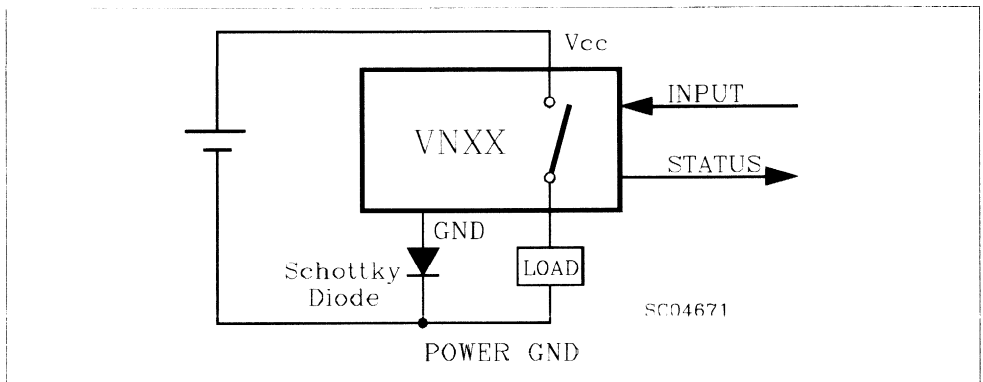 Vcc
INPUT
VNXX
STATUS
GND
Schottky
Diode
LOAD
SC04671
POWER GND